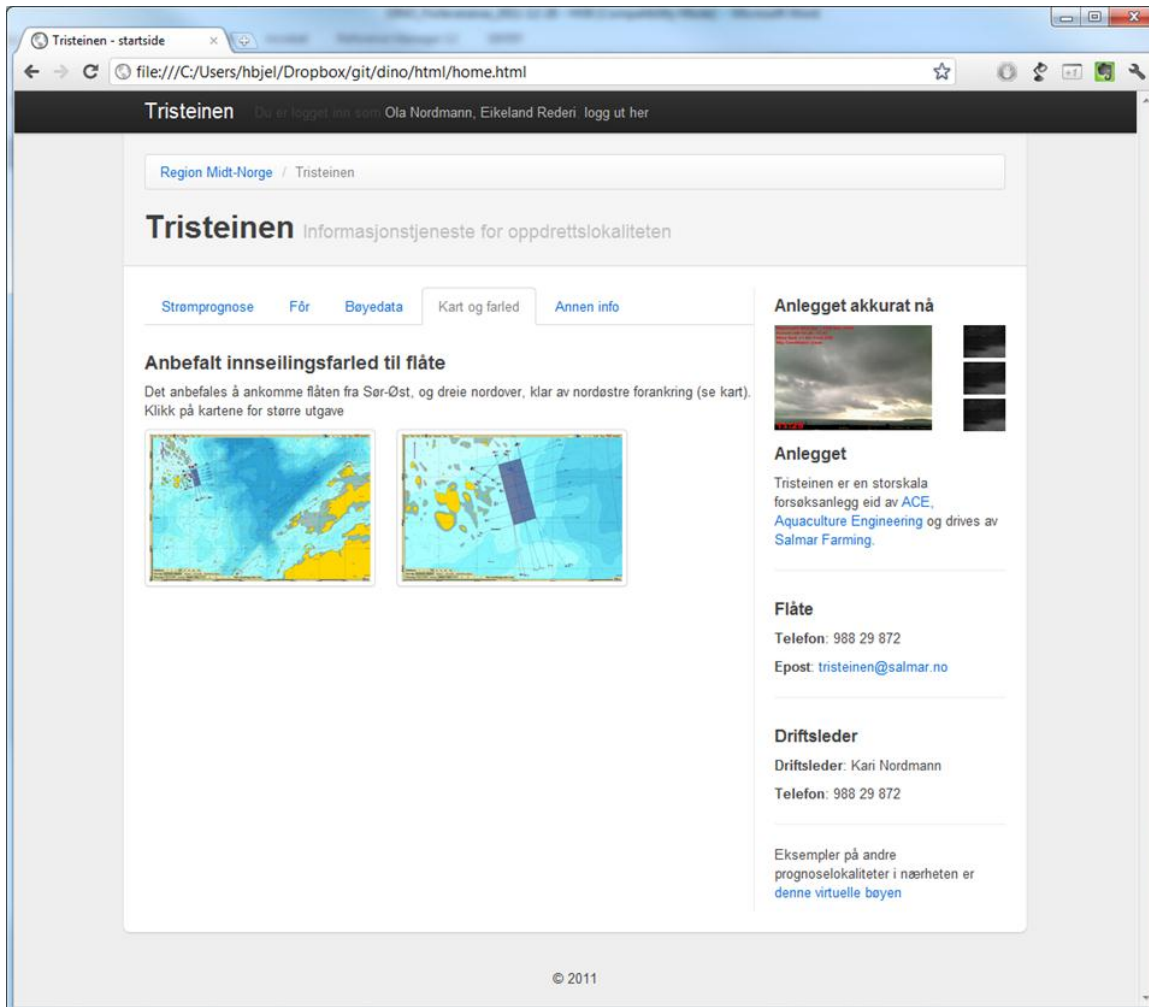 Tristeinen - startside
file:///C:/Users/hbjel/Dropbox/git/dino/html/home.html
Tristeinen Du er logget inn som Ola Nordmann, Eikeland Rederi, logg ut her
Region Midt-Norge / Tristeinen
Tristeinen Informasjonstjeneste for oppdrettslokaliteten
Strømprognose Fôr Bøyedata Kart og farled Annen info
Anbefalt innseilingsfarled til flåte
Det anbefales å ankomme flåten fra Sør-Øst, og dreie nordover, klar av nordøstre forankring (se kart).
Klikk på kartene for større utgave
Anlegget akkurat nå
Anlegget
Tristeinen er en storskala
forsøksanlegg eid av ACE,
Aquaculture Engineering og drives av
Salmar Farming.
Flåte
Telefon: 988 29 872
Epost: tristeinen@salmar.no
Driftsleder
Driftsleder: Kari Nordmann
Telefon: 988 29 872
Eksempler på andre
prognoselokaliteter i nærheten er
denne virtuelle bøyen
© 2011